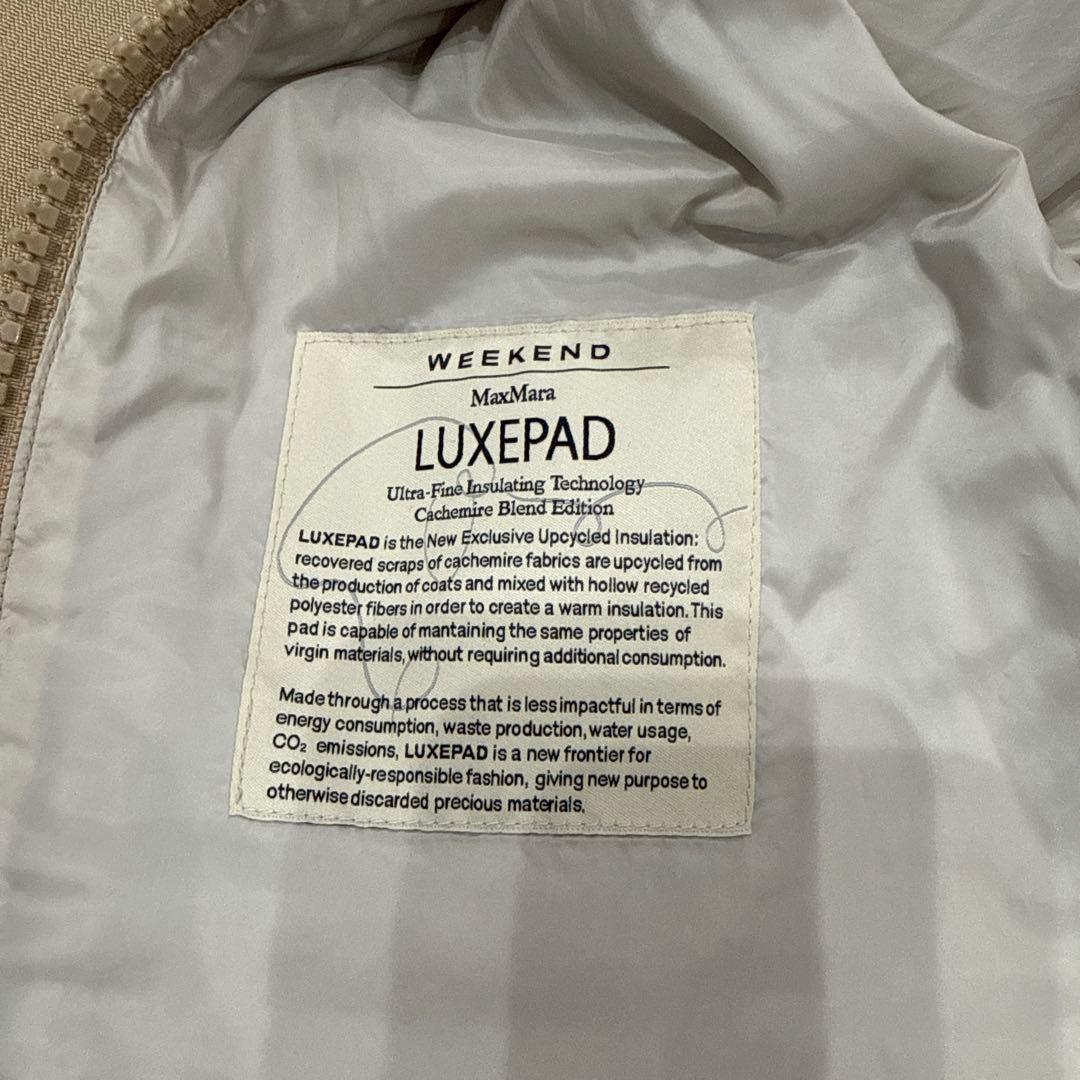 WEEKEND
MaxMara
LUXEPAD
Ultra-Fine Insulating Technology
Cachemire Blend Edition
LUXEPAD is the New Exclusive Upcycled Insulation:
recovered scraps of cachemire fabrics are upcycled from
the production of coats and mixed with hollow recycled
polyester fibers in order to create a warm insulation. This
pad is capable of mantaining the same properties of
virgin materials, without requiring additional consumption.
Made through a process that is less impactful in terms of
energy consumption, waste production, water usage,
CO₂ emissions, LUXEPAD is a new frontier for
ecologically-responsible fashion, giving new purpose to
otherwise discarded precious materials.